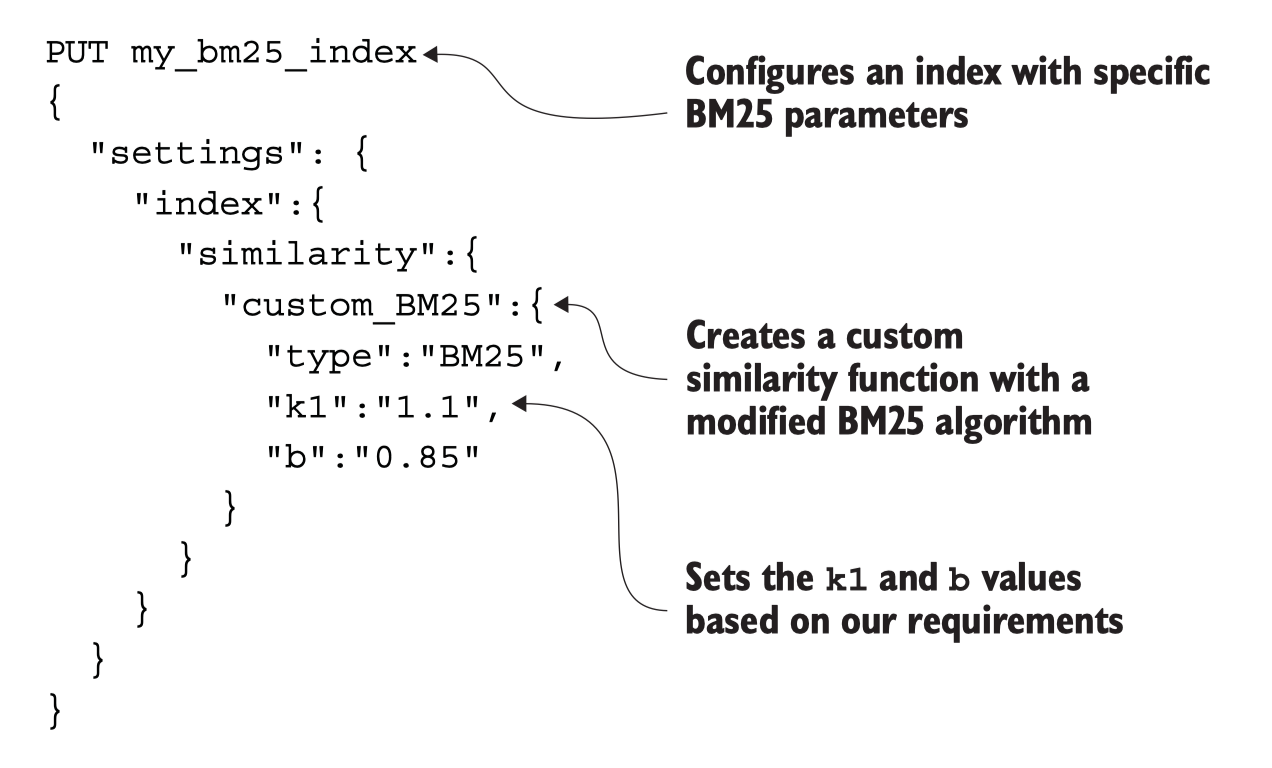 PUT my_bm25_index
{
  "settings": {
    "index":{
      "similarity":{
        "custom_BM25":{
          "type":"BM25",
          "k1":"1.1",
          "b":"0.85"
        }
      }
    }
  }
}
Configures an index with specific
BM25 parameters
Creates a custom
similarity function with a
modified BM25 algorithm
Sets the k1 and b values
based on our requirements